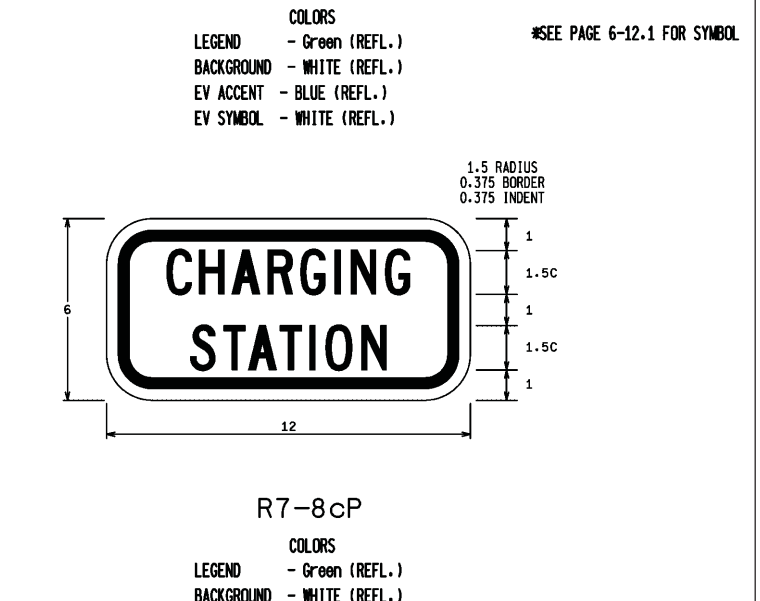 COLORS
LEGEND - Green (REFL.)
*SEE PAGE 6-12.1 FOR SYMBOL
BACKGROUND - WHITE (REFL.)
EV ACCENT - BLUE (REFL.)
EV SYMBOL - WHITE (REFL.)
1.5 RADIUS
0.375 BORDER
0.375 INDENT
1
CHARGING
1.5C
6
1
STATION
1.5C
1
12
R7-8cP
COLORS
LEGEND - Green (REFL.)
BACKGROUND - WHITE (REFL.)